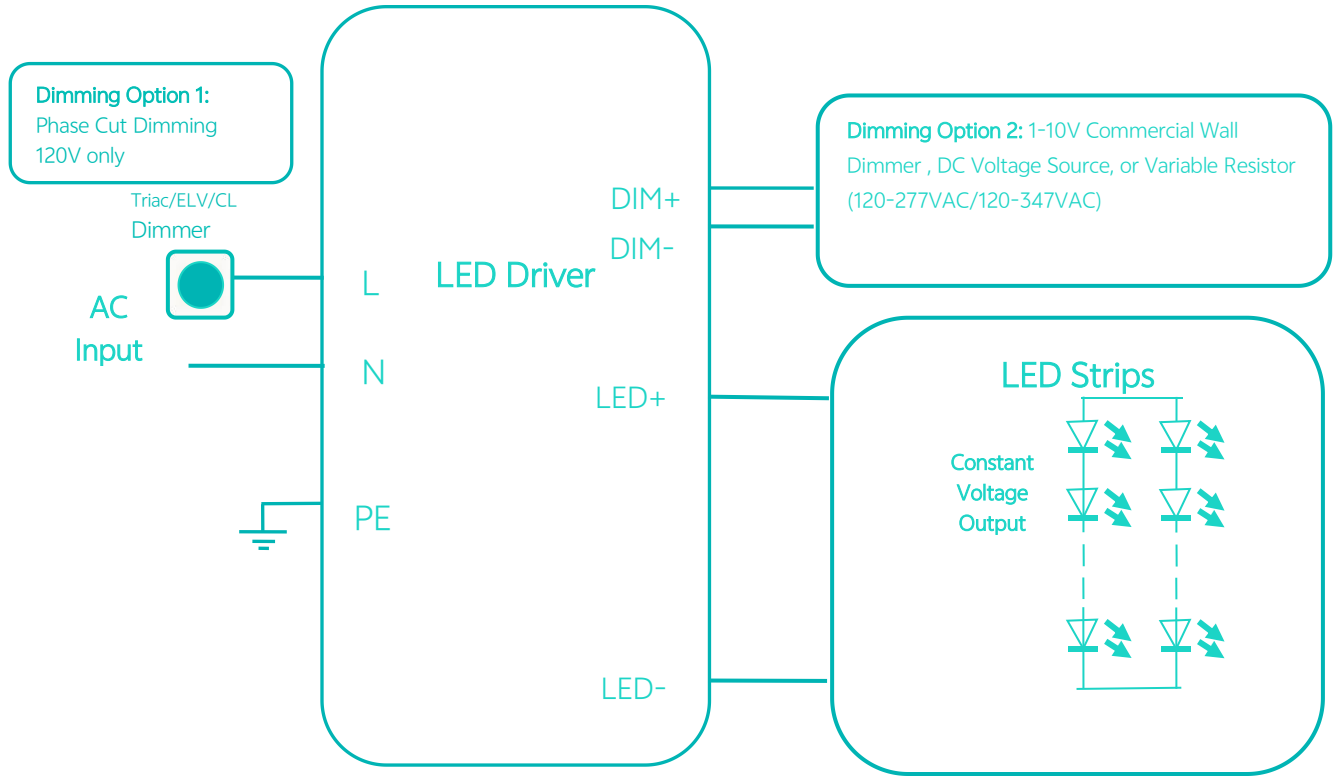 Dimming Option 1:
Phase Cut Dimming
120V only
Triac/ELV/CL
Dimmer
AC
Input
L
N
PE
LED Driver
DIM+
DIM-
LED+
LED-
Dimming Option 2: 1-10V Commercial Wall
Dimmer , DC Voltage Source, or Variable Resistor
(120-277VAC/120-347VAC)
LED Strips
Constant
Voltage
Output